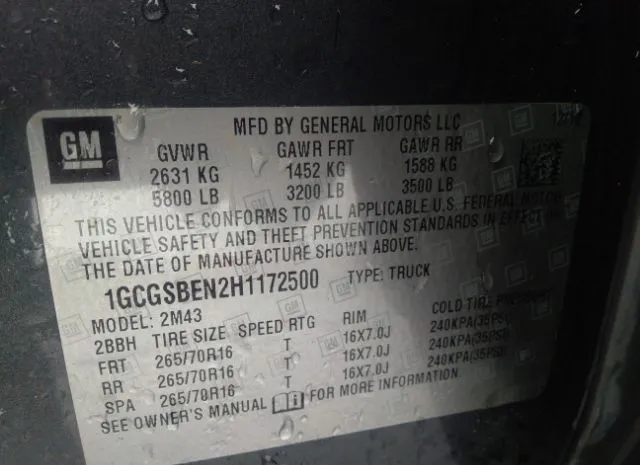 GM
MFD BY GENERAL MOTORS LLC
GVWR GAWR FRT GAWR RR
2631 KG 1452 KG 1588 KG
5800 LB 3200 LB 3500 LB
THIS VEHICLE CONFORMS TO ALL APPLICABLE U.S. FEDERAL MOTOR
VEHICLE SAFETY AND THEFT PREVENTION STANDARDS IN EFFECT ON
THE DATE OF MANUFACTURE SHOWN ABOVE.
1GCGSBEN2H1172500 TYPE: TRUCK
MODEL: 2M43
2BBH TIRE SIZE SPEED RTG RIM COLD TIRE
FRT 265/70R16 T 16X7.0J 240KPA(35PSI)
RR 265/70R16 T 16X7.0J 240KPA(35PSI)
SPA 265/70R16 T 16X7.0J 240KPA(35PSI)
SEE OWNER'S MANUAL FOR MORE INFORMATION.